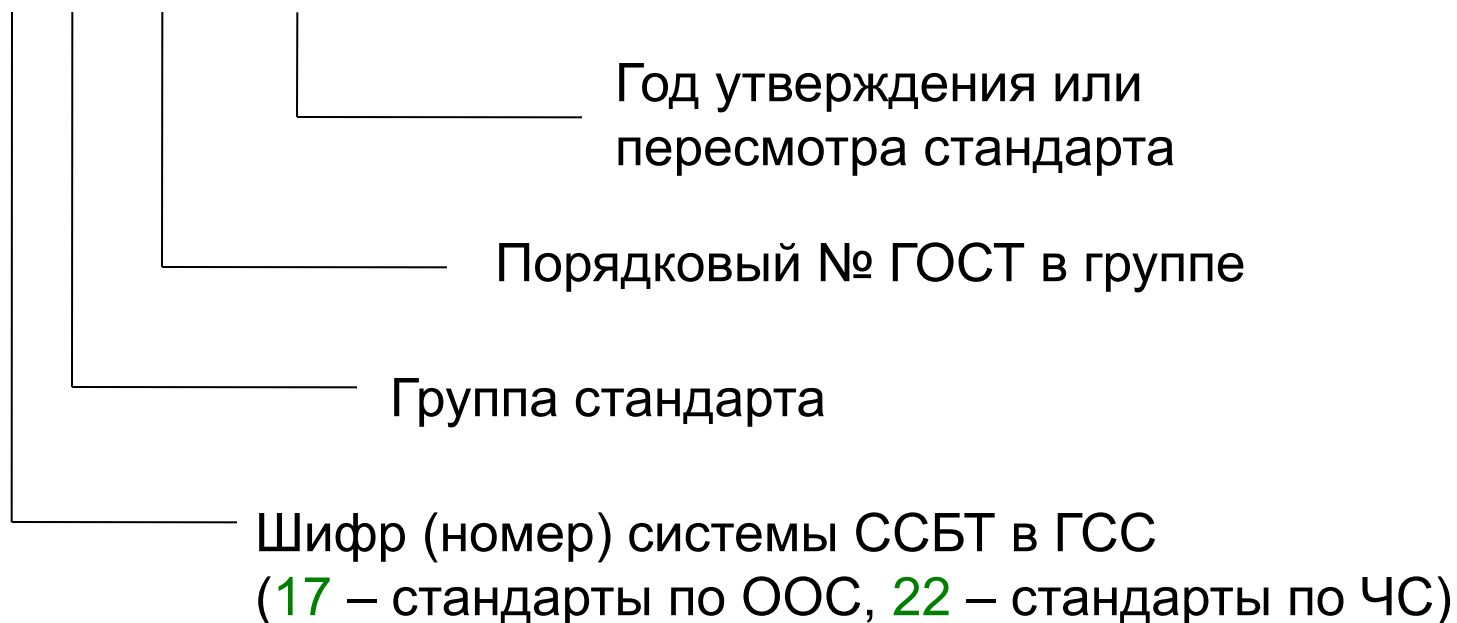 Год утверждения или
пересмотра стандарта
Порядковый № ГОСТ в группе
Группа стандарта
Шифр (номер) системы ССБТ в ГСС
(17 – стандарты по ООС, 22 – стандарты по ЧС)